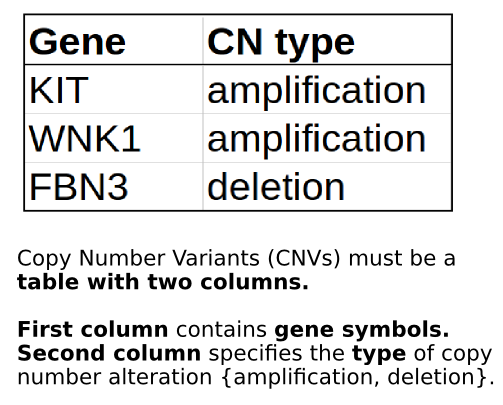 Gene CN type
KIT amplification
WNK1 amplification
FBN3 deletion
Copy Number Variants (CNVs) must be a
table with two columns.
First column contains gene symbols.
Second column specifies the type of copy
number alteration {amplification, deletion}.